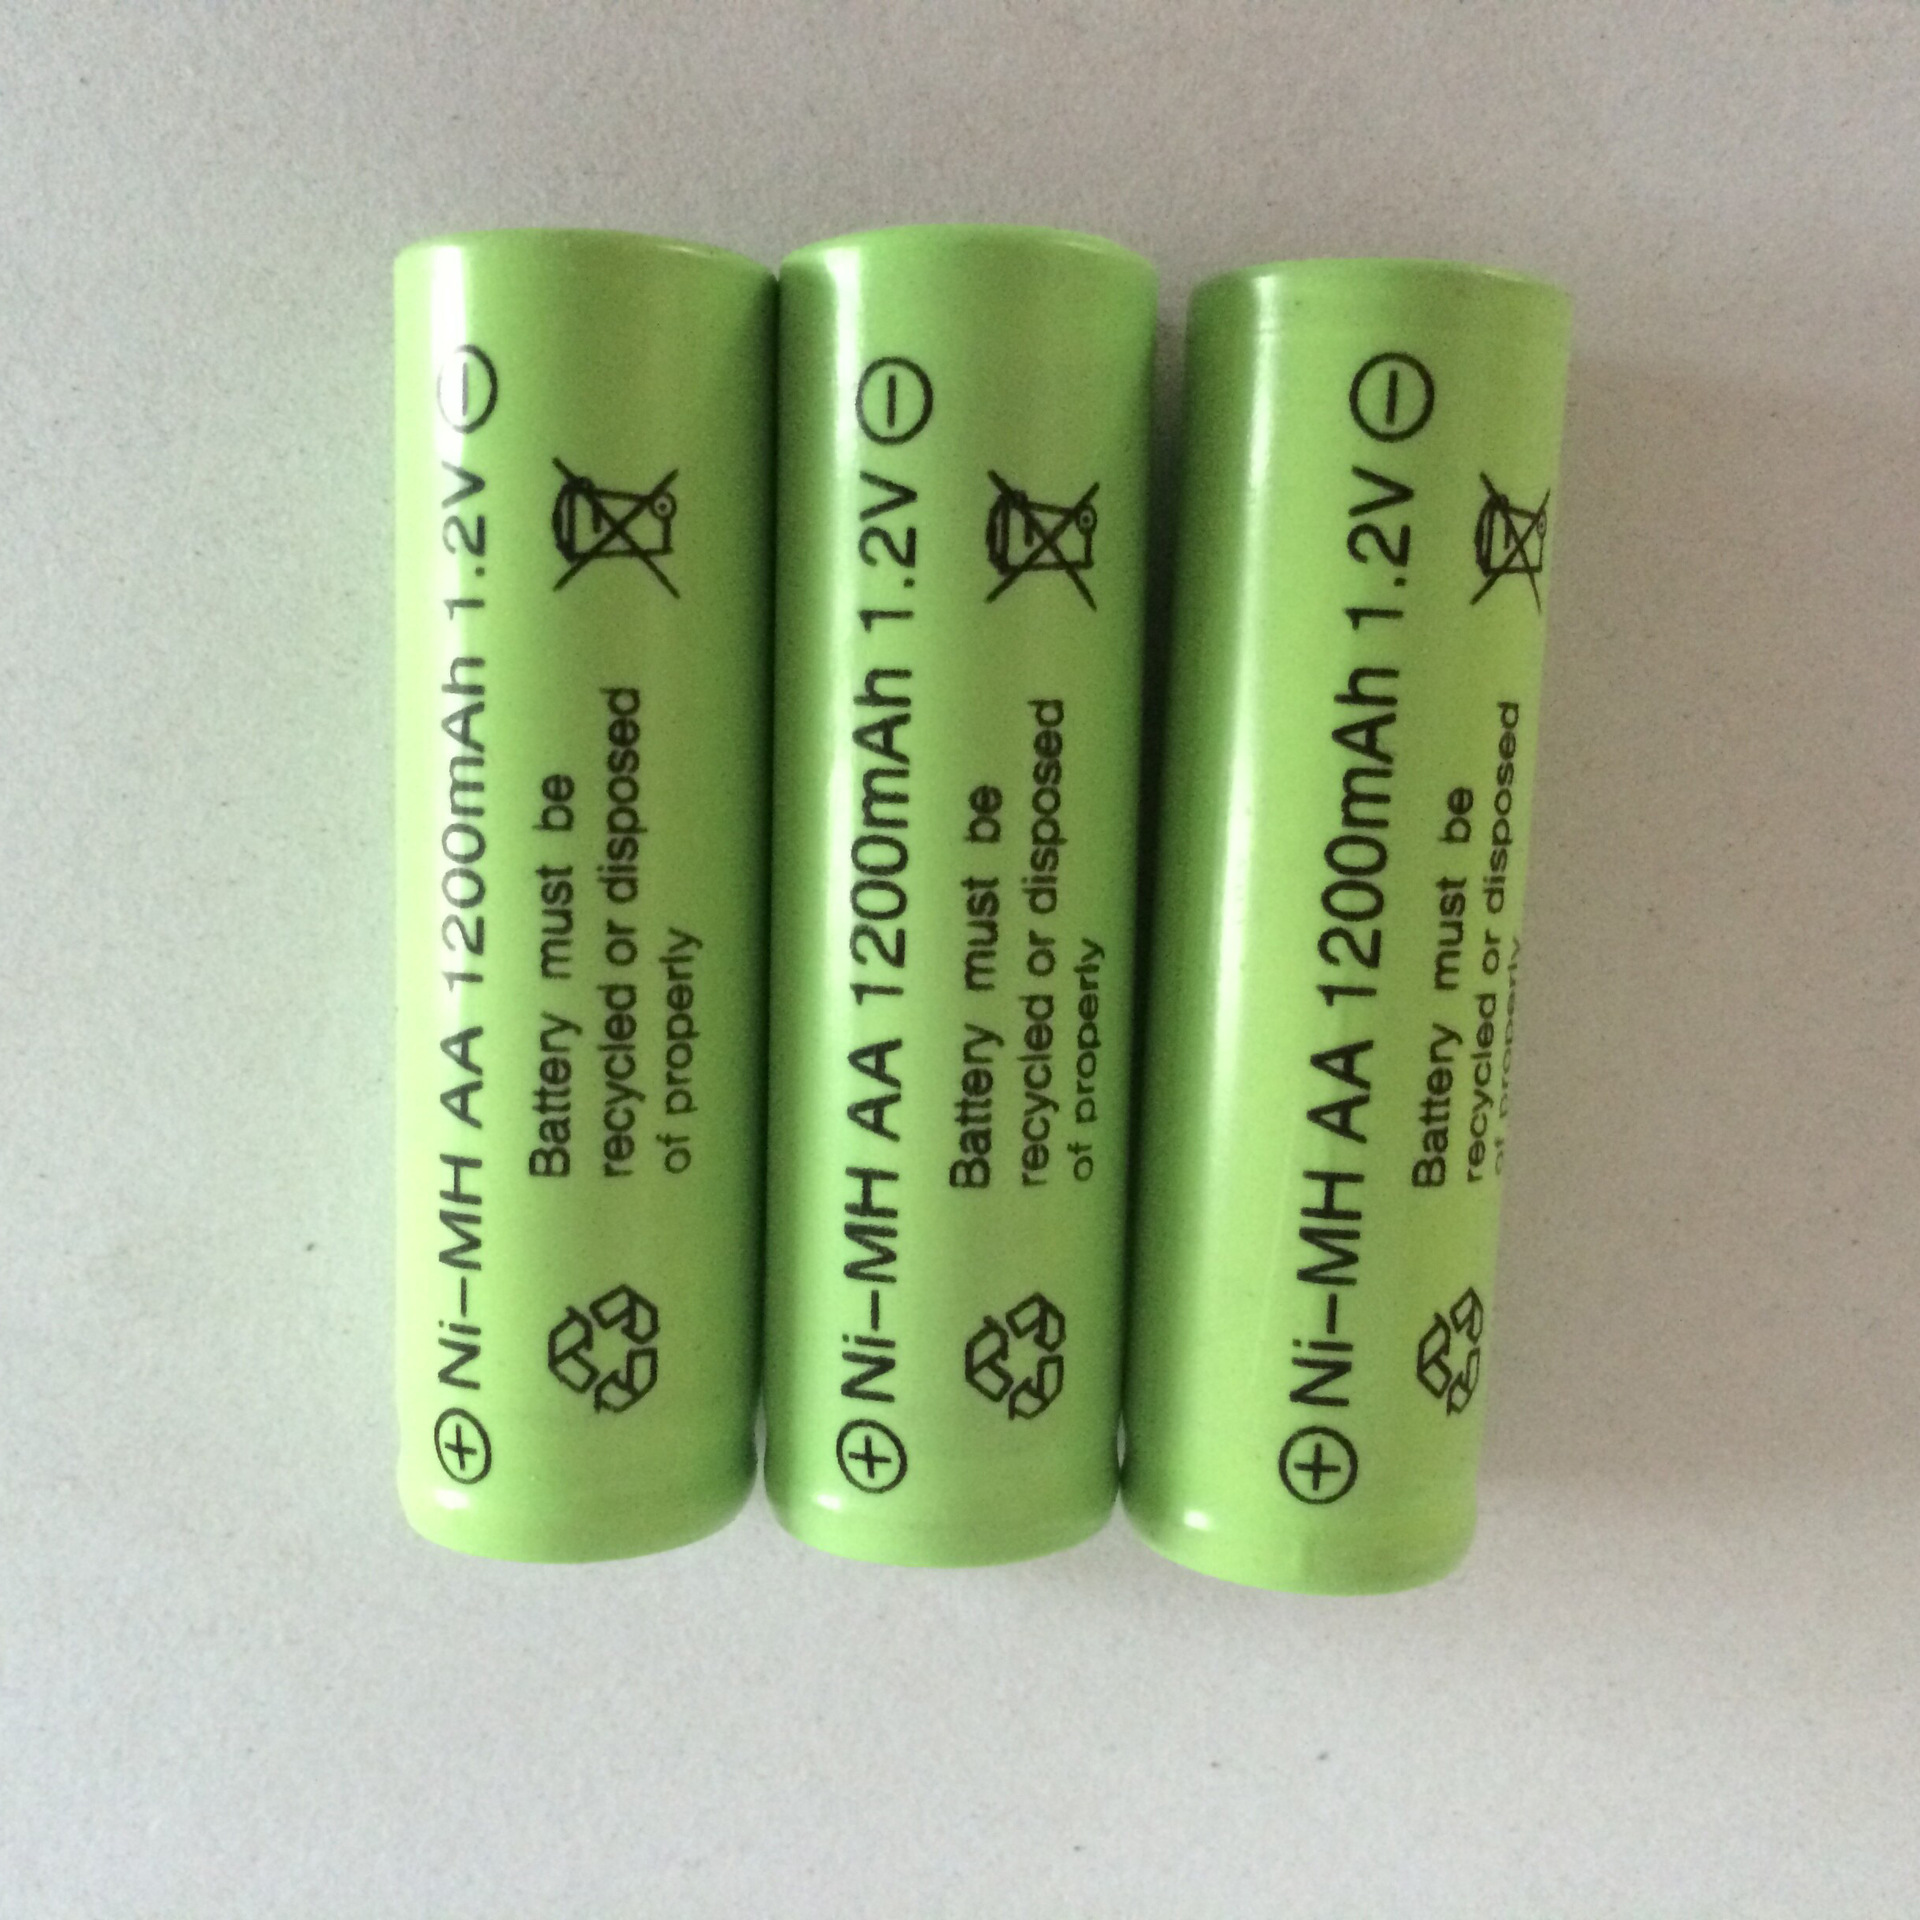 Ni-MH AA 1200mAh 1.2V
Battery must be
recycled or disposed
of properly
Ni-MH AA 1200mAh 1.2V
Battery must be
recycled or disposed
of properly
Ni-MH AA 1200mAh 1.2V
Battery must be
recycled or disposed
of properly